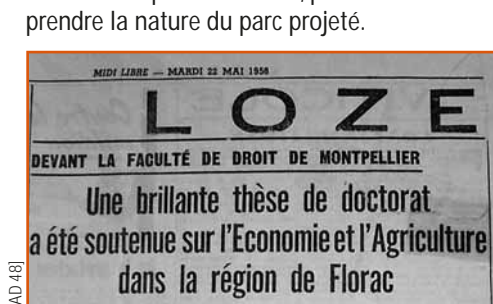 prendre la nature du parc projeté.
MIDI LIBRE — MARDI 22 MAI 1956
LOZE
DEVANT LA FACULTÉ DE DROIT DE MONTPELLIER
Une brillante thèse de doctorat
a été soutenue sur l'Economie et l'Agriculture
dans la région de Florac
AD 48]